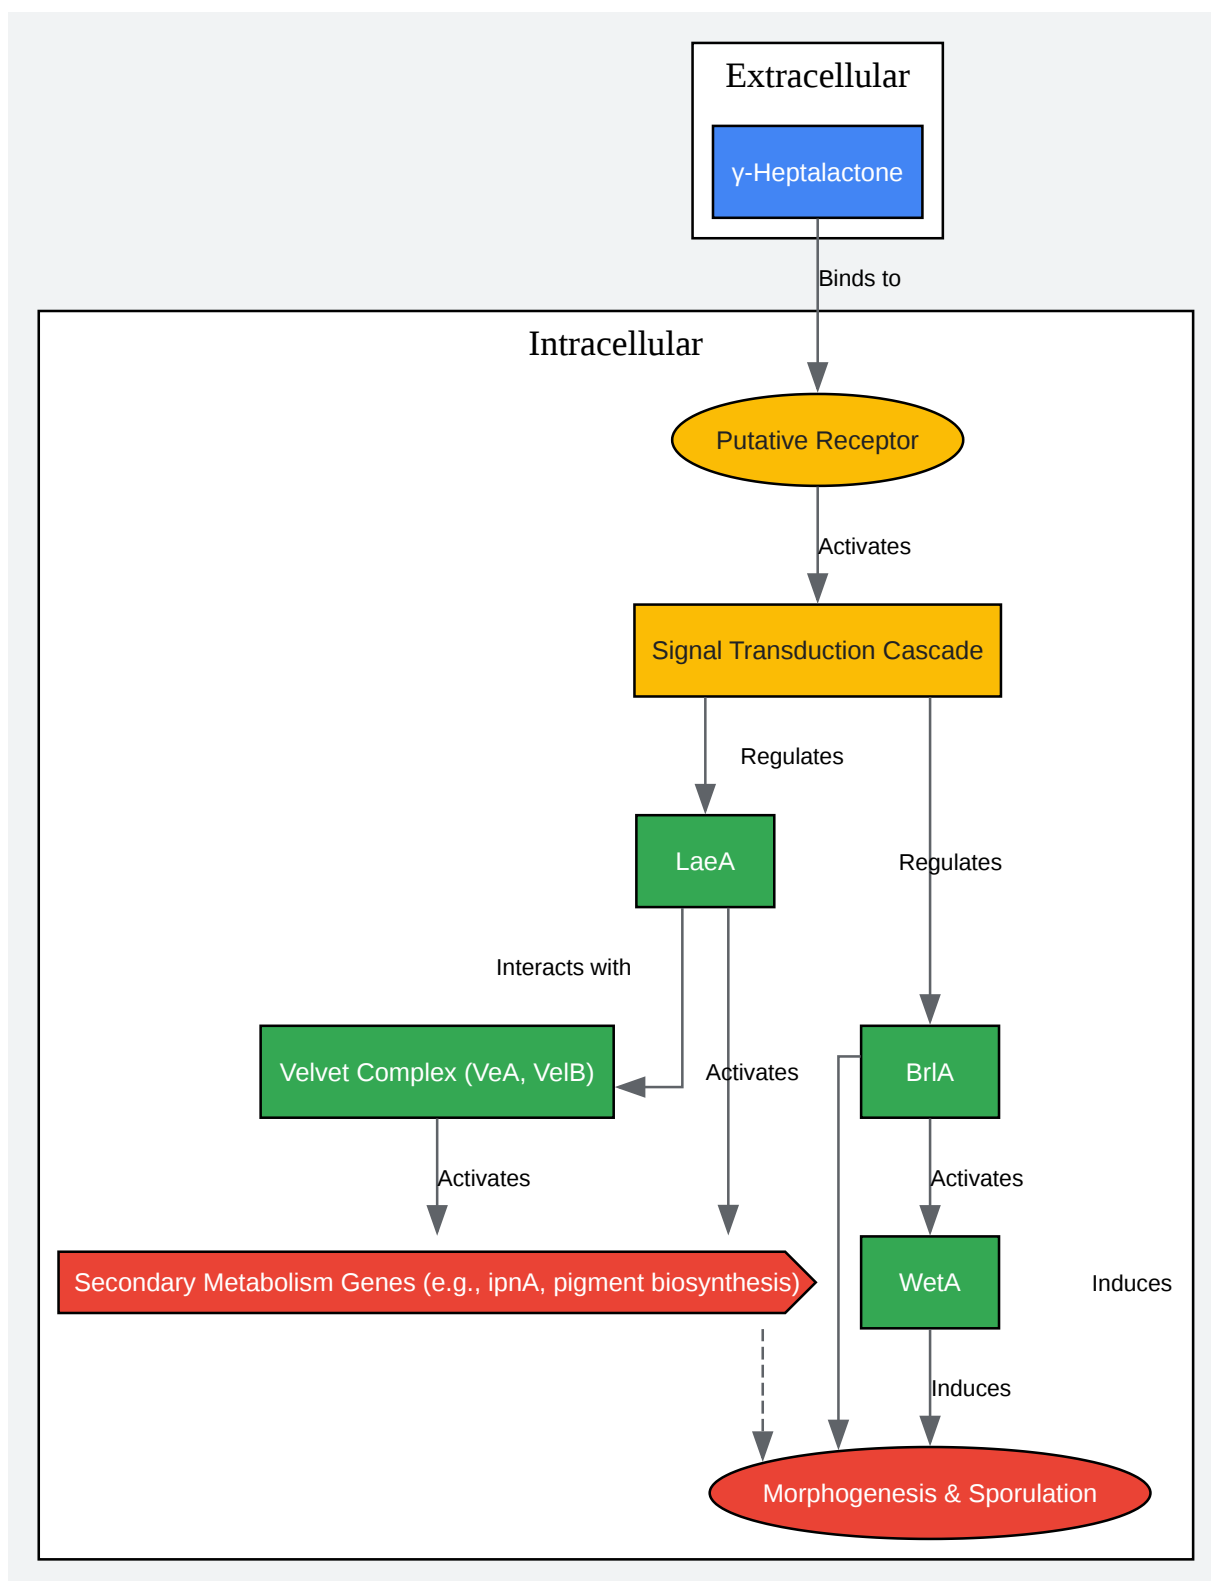 Extracellular
γ-Heptalactone
Binds to
Intracellular
Putative Receptor
Activates
Signal Transduction Cascade
Regulates
LaeA
Regulates
Interacts with
Velvet Complex (VeA, VelB)
Activates
BrlA
Activates
Activates
Secondary Metabolism Genes (e.g., ipnA, pigment biosynthesis)
WetA
Induces
Induces
Morphogenesis & Sporulation